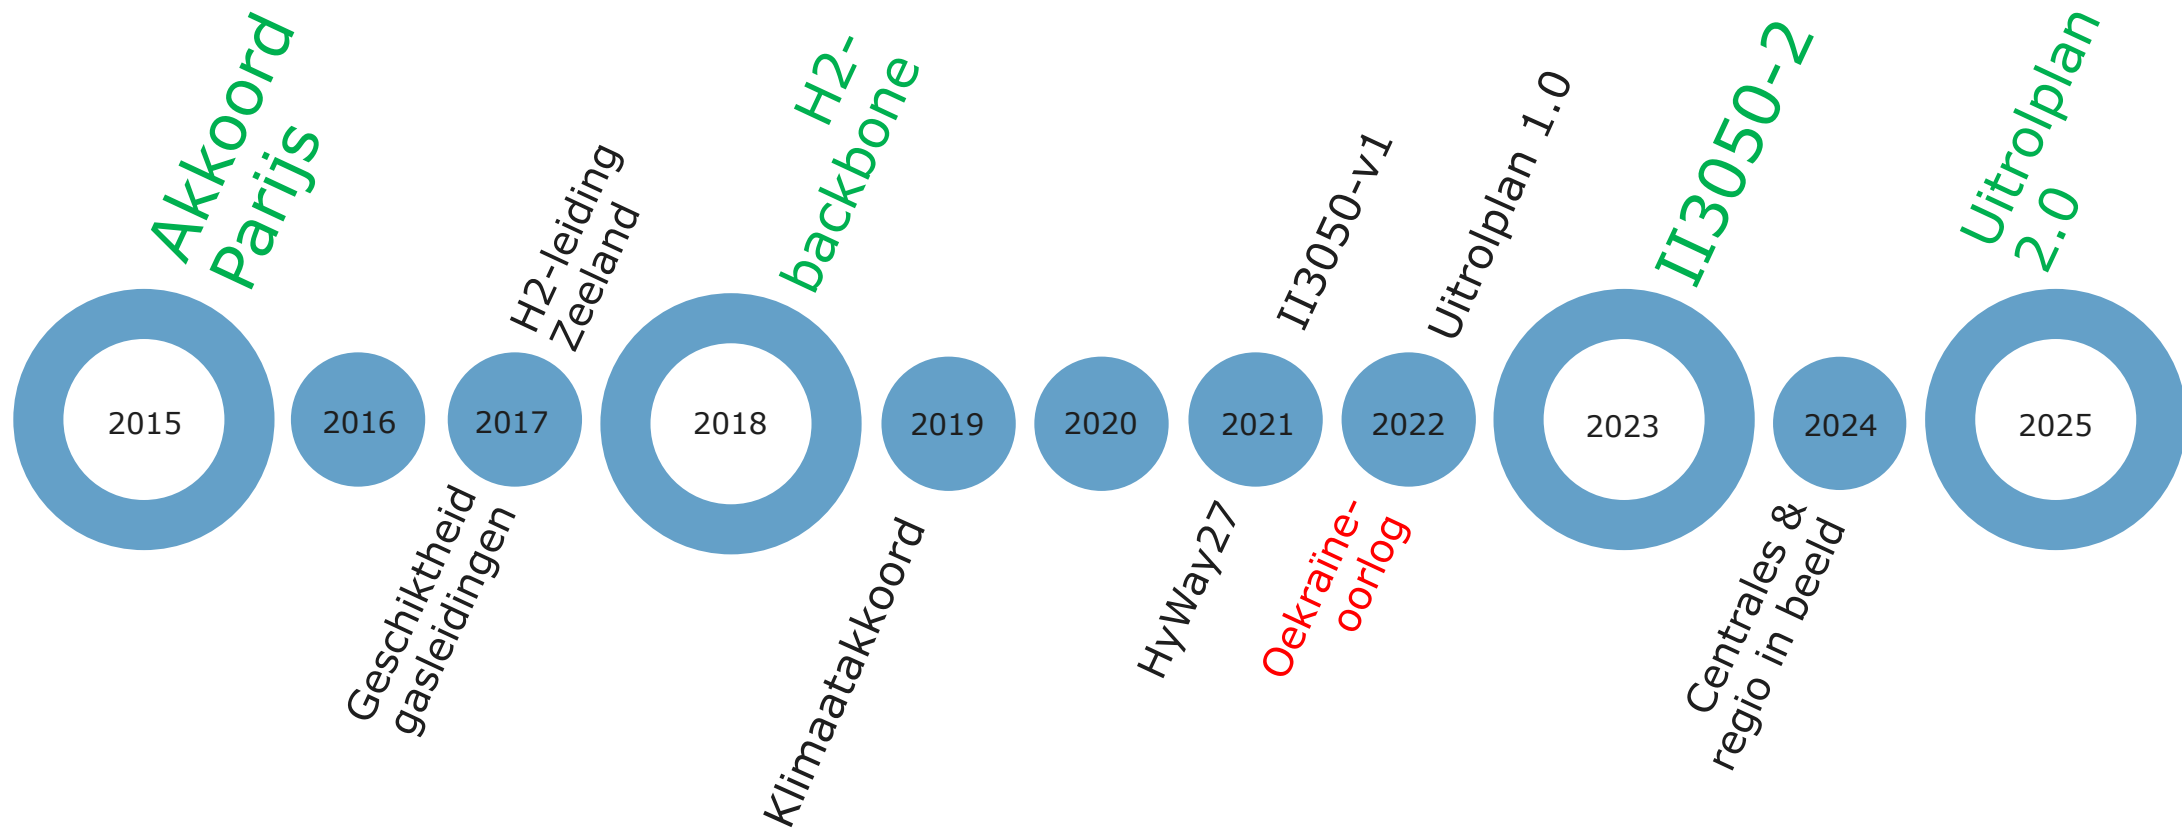 Akkoord
Parijs
H2-leiding
Zeeland
H2-
backbone
II3050-v1
Uitrolplan 1.0
II3050-2
Uitrolplan
2.0
2015
2016
2017
2018
2019
2020
2021
2022
2023
2024
2025
Geschiktheid
gasleidingen
Klimaatakkoord
HyWay27
Oekraïne-
oorlog
Centrales &
regio in beeld